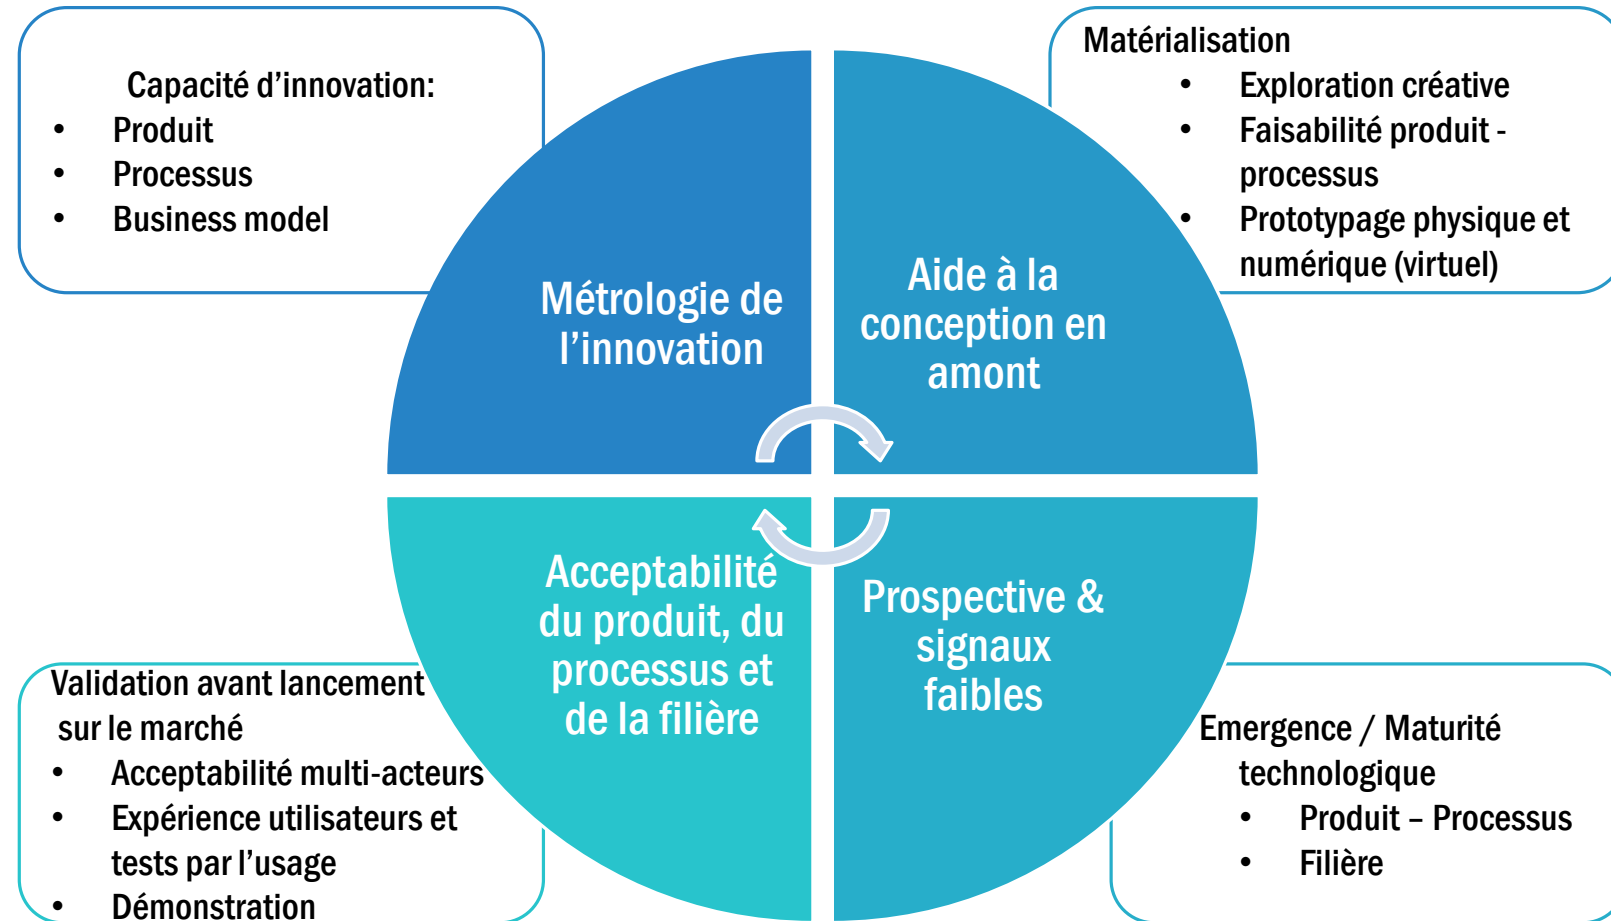 Capacité d’innovation:
• Produit
• Processus
• Business model
Matérialisation
• Exploration créative
• Faisabilité produit -
processus
• Prototypage physique et
numérique (virtuel)
Métrologie de
l’innovation
Aide à la
conception en
amont
Acceptabilité
du produit, du
processus et
de la filière
Prospective &
signaux
faibles
Validation avant lancement
sur le marché
• Acceptabilité multi-acteurs
• Expérience utilisateurs et
tests par l’usage
• Démonstration
Emergence / Maturité
technologique
• Produit – Processus
• Filière